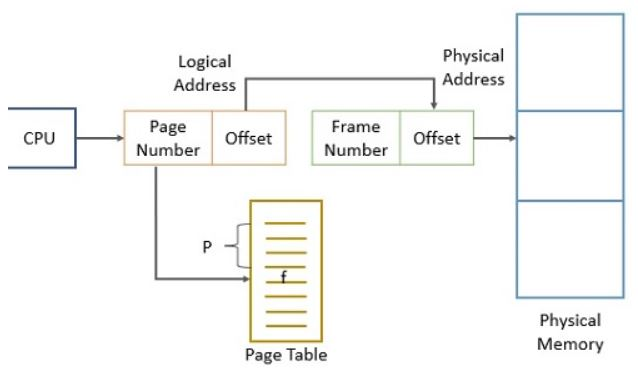 Logical
Address
Physical
Address
CPU
Page
Number
Offset
Frame
Number
Offset
P
f
Page Table
Physical
Memory